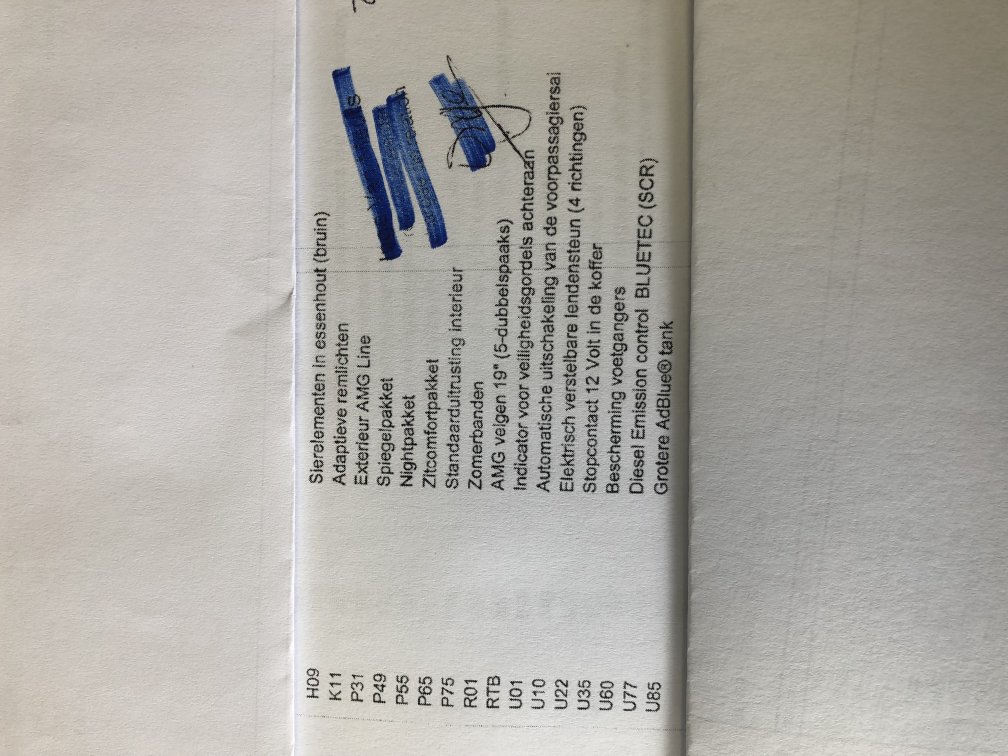 H09 Sierelementen in essenhout (bruin)
K11 Adaptieve remlichten
P31 Exterieur AMG Line
P49 Spiegelpakket
P55 Nightpakket
P65 Zitcomfortpakket
P75 Standaarduitrusting interieur
R01 Zomerbanden
RTB AMG velgen 19" (5-dubbelspaaks)
U01 Indicator voor veiligheidsgordels achteraan
U10 Automatische uitschakeling van de voorpassagiersai
U22 Elektrisch verstelbare lendensteun (4 richtingen)
U35 Stopcontact 12 Volt in de koffer
U60 Bescherming voetgangers
U77 Diesel Emission control BLUETEC (SCR)
U85 Grotere AdBlue® tank